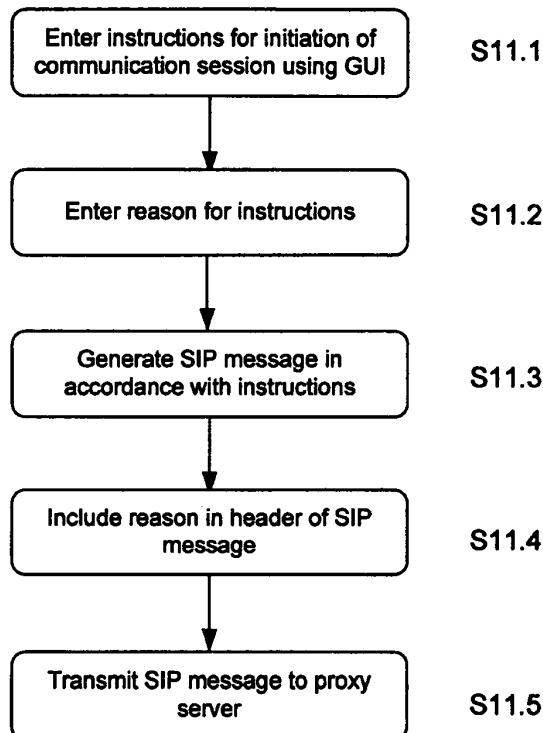 Enter instructions for initiation of
communication session using GUI
S11.1
Enter reason for instructions
S11.2
Generate SIP message in
accordance with instructions
S11.3
Include reason in header of SIP
message
S11.4
Transmit SIP message to proxy
server
S11.5